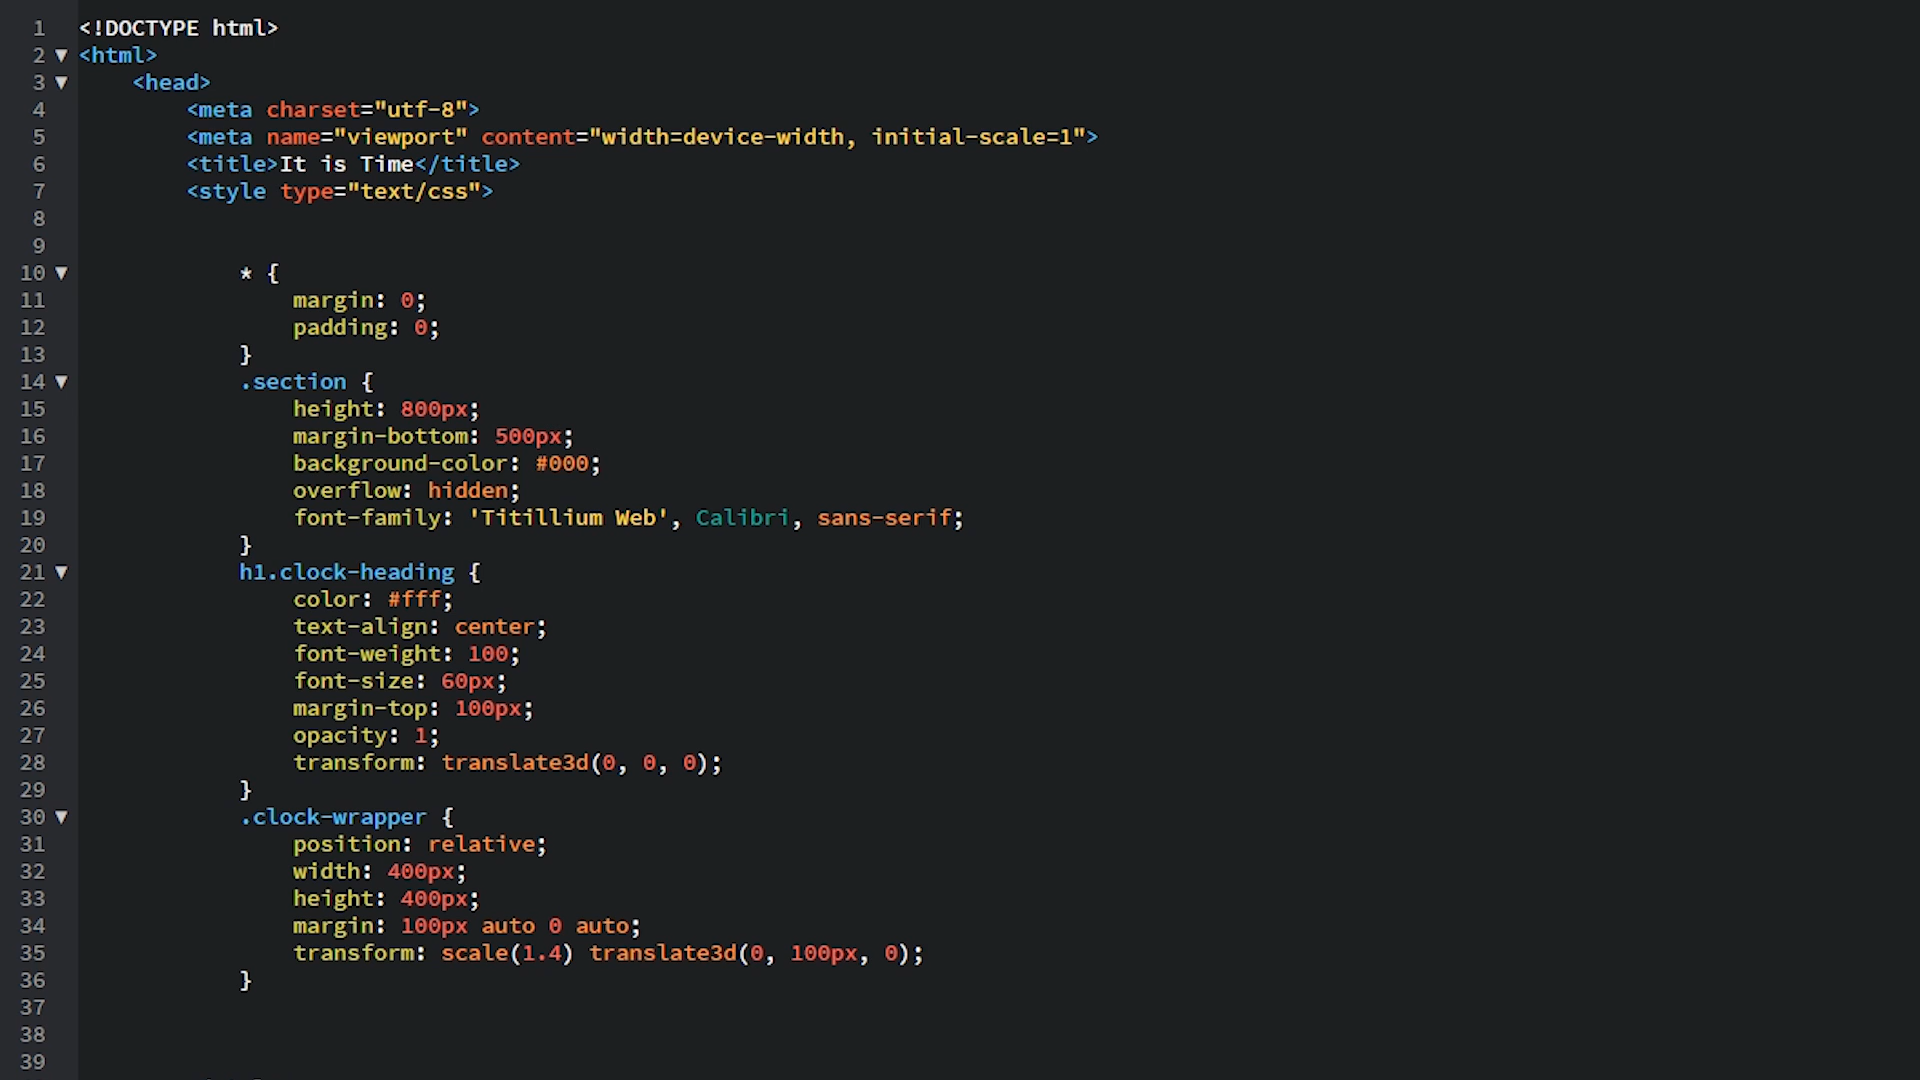 1 <!DOCTYPE html>
2 ▼ <html>
3 ▼ <head>
4 <meta charset="utf-8">
5 <meta name="viewport" content="width=device-width, initial-scale=1">
6 <title>It is Time</title>
7 <style type="text/css">
8
9
10 ▼ * {
11 margin: 0;
12 padding: 0;
13 }
14 ▼ .section {
15 height: 800px;
16 margin-bottom: 500px;
17 background-color: #000;
18 overflow: hidden;
19 font-family: 'Titillium Web', Calibri, sans-serif;
20 }
21 ▼ h1.clock-heading {
22 color: #fff;
23 text-align: center;
24 font-weight: 100;
25 font-size: 60px;
26 margin-top: 100px;
27 opacity: 1;
28 transform: translate3d(0, 0, 0);
29 }
30 ▼ .clock-wrapper {
31 position: relative;
32 width: 400px;
33 height: 400px;
34 margin: 100px auto 0 auto;
35 transform: scale(1.4) translate3d(0, 100px, 0);
36 }
37
38
39